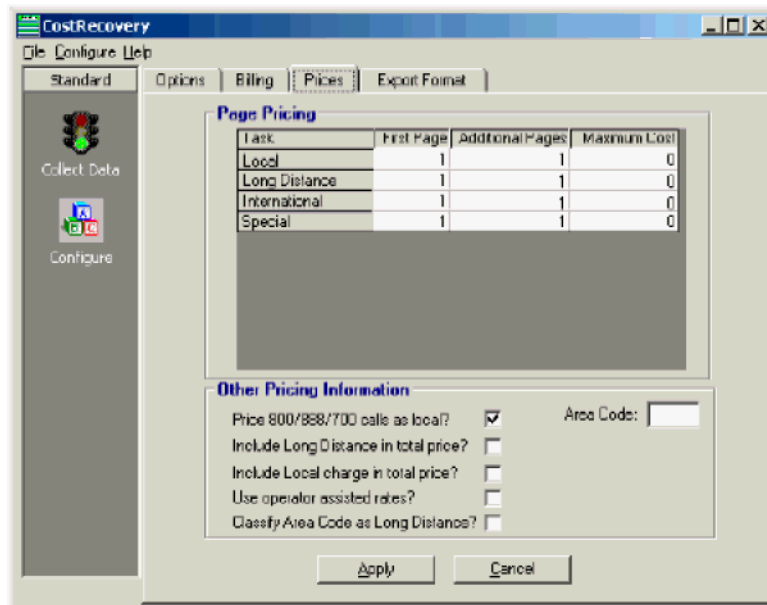 CostRecovery
File Configure Help
Standard
Options Billing Prices Export Format
Collect Data
Configure
Page Pricing
Task First Page Additional Pages Maximum Cost
Local 1 1 0
Long Distance 1 1 0
International 1 1 0
Special 1 1 0
Other Pricing Information
Price 800/888/700 calls as local? Area Code:
Include Long Distance in total price?
Include Local charge in total price?
Use operator assisted rates?
Classify Area Code as Long Distance?
Apply Cancel